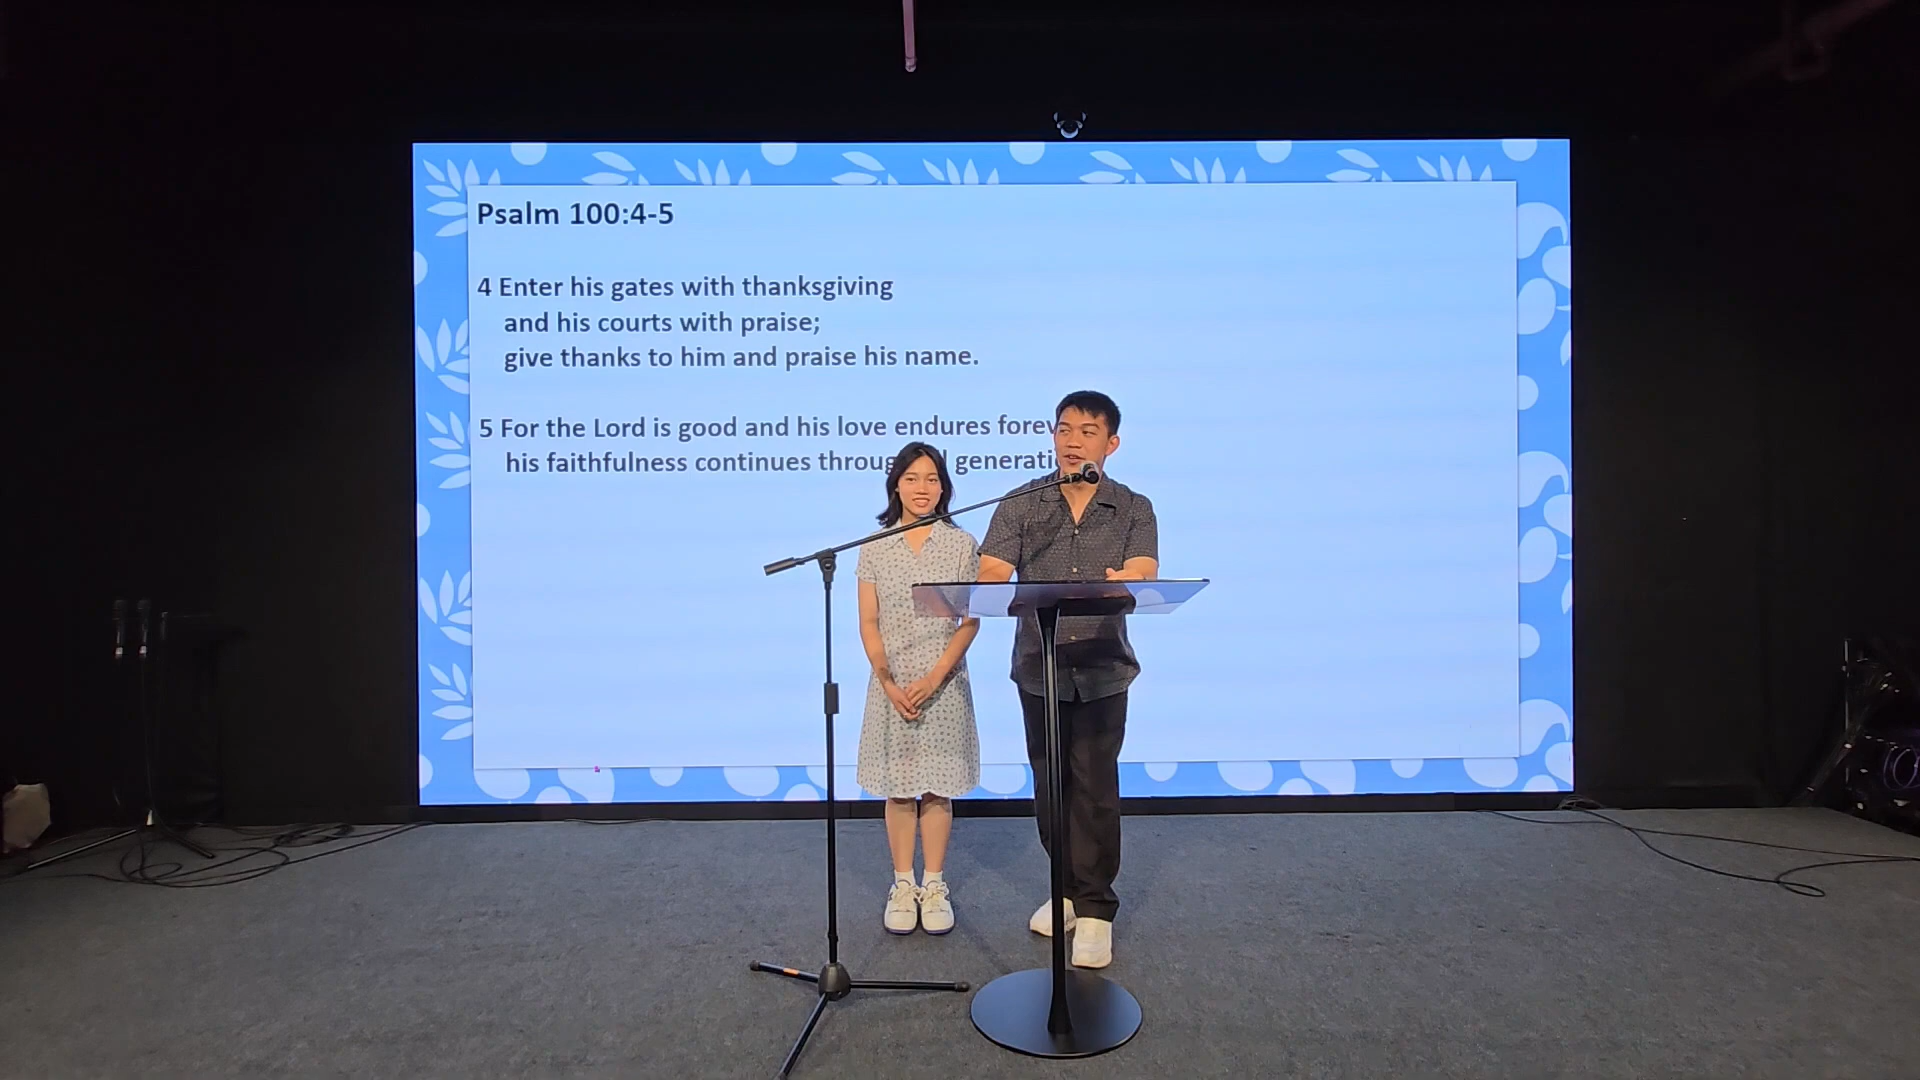 Psalm 100:4-5
4 Enter his gates with thanksgiving
and his courts with praise;
give thanks to him and praise his name.
5 For the Lord is good and his love endures
his faithfulness continues